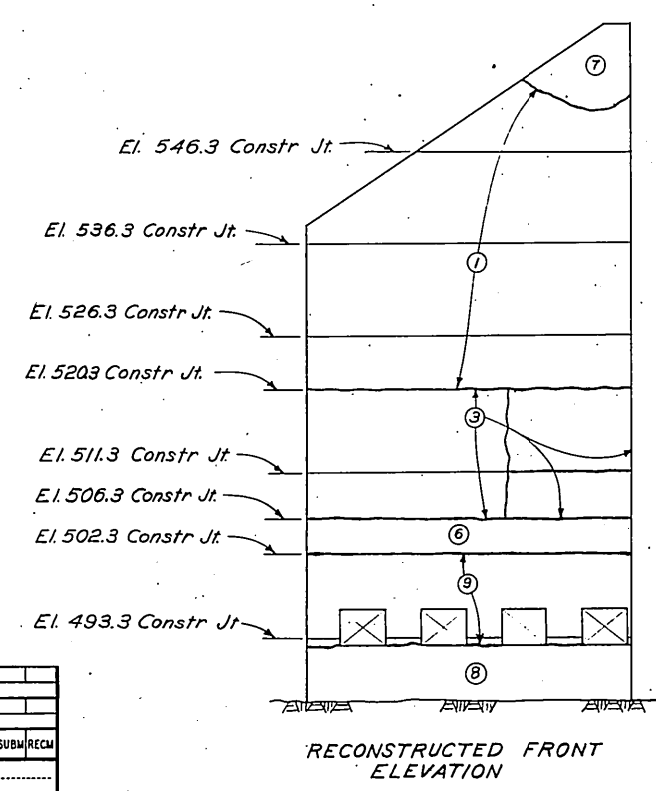 ⑦
El. 546.3 Constr Jt.
El. 536.3 Constr Jt.
①
El. 526.3 Constr Jt.
El. 520.3 Constr Jt.
③
El. 511.3 Constr Jt
El. 506.3 Constr Jt.
⑥
El. 502.3 Constr Jt.
⑨
El. 493.3 Constr Jt
⑧
SUBM RECM
RECONSTRUCTED FRONT
ELEVATION